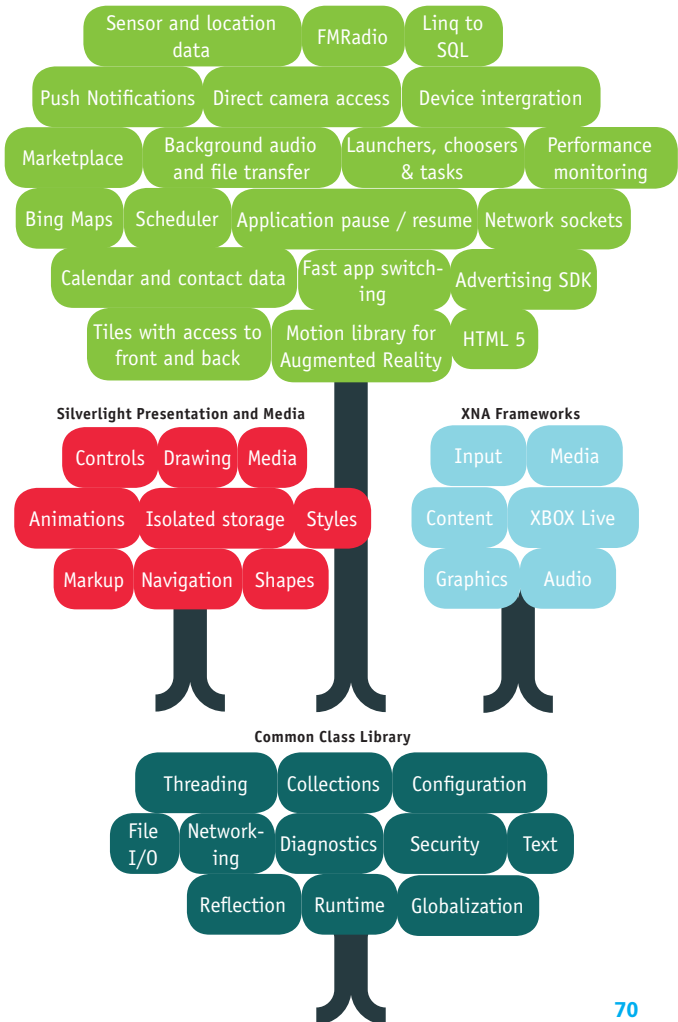 Sensor and location
data
FMRadio
Linq to
SQL
Push Notifications
Direct camera access
Device intergration
Marketplace
Background audio
and file transfer
Launchers, choosers
& tasks
Performance
monitoring
Bing Maps
Scheduler
Application pause / resume
Network sockets
Calendar and contact data
Fast app switch-
ing
Advertising SDK
Tiles with access to
front and back
Motion library for
Augmented Reality
HTML 5
Silverlight Presentation and Media
Controls
Drawing
Media
Animations
Isolated storage
Styles
Markup
Navigation
Shapes
XNA Frameworks
Input
Media
Content
XBOX Live
Graphics
Audio
Common Class Library
Threading
Collections
Configuration
File
I/O
Network-
ing
Diagnostics
Security
Text
Reflection
Runtime
Globalization
70